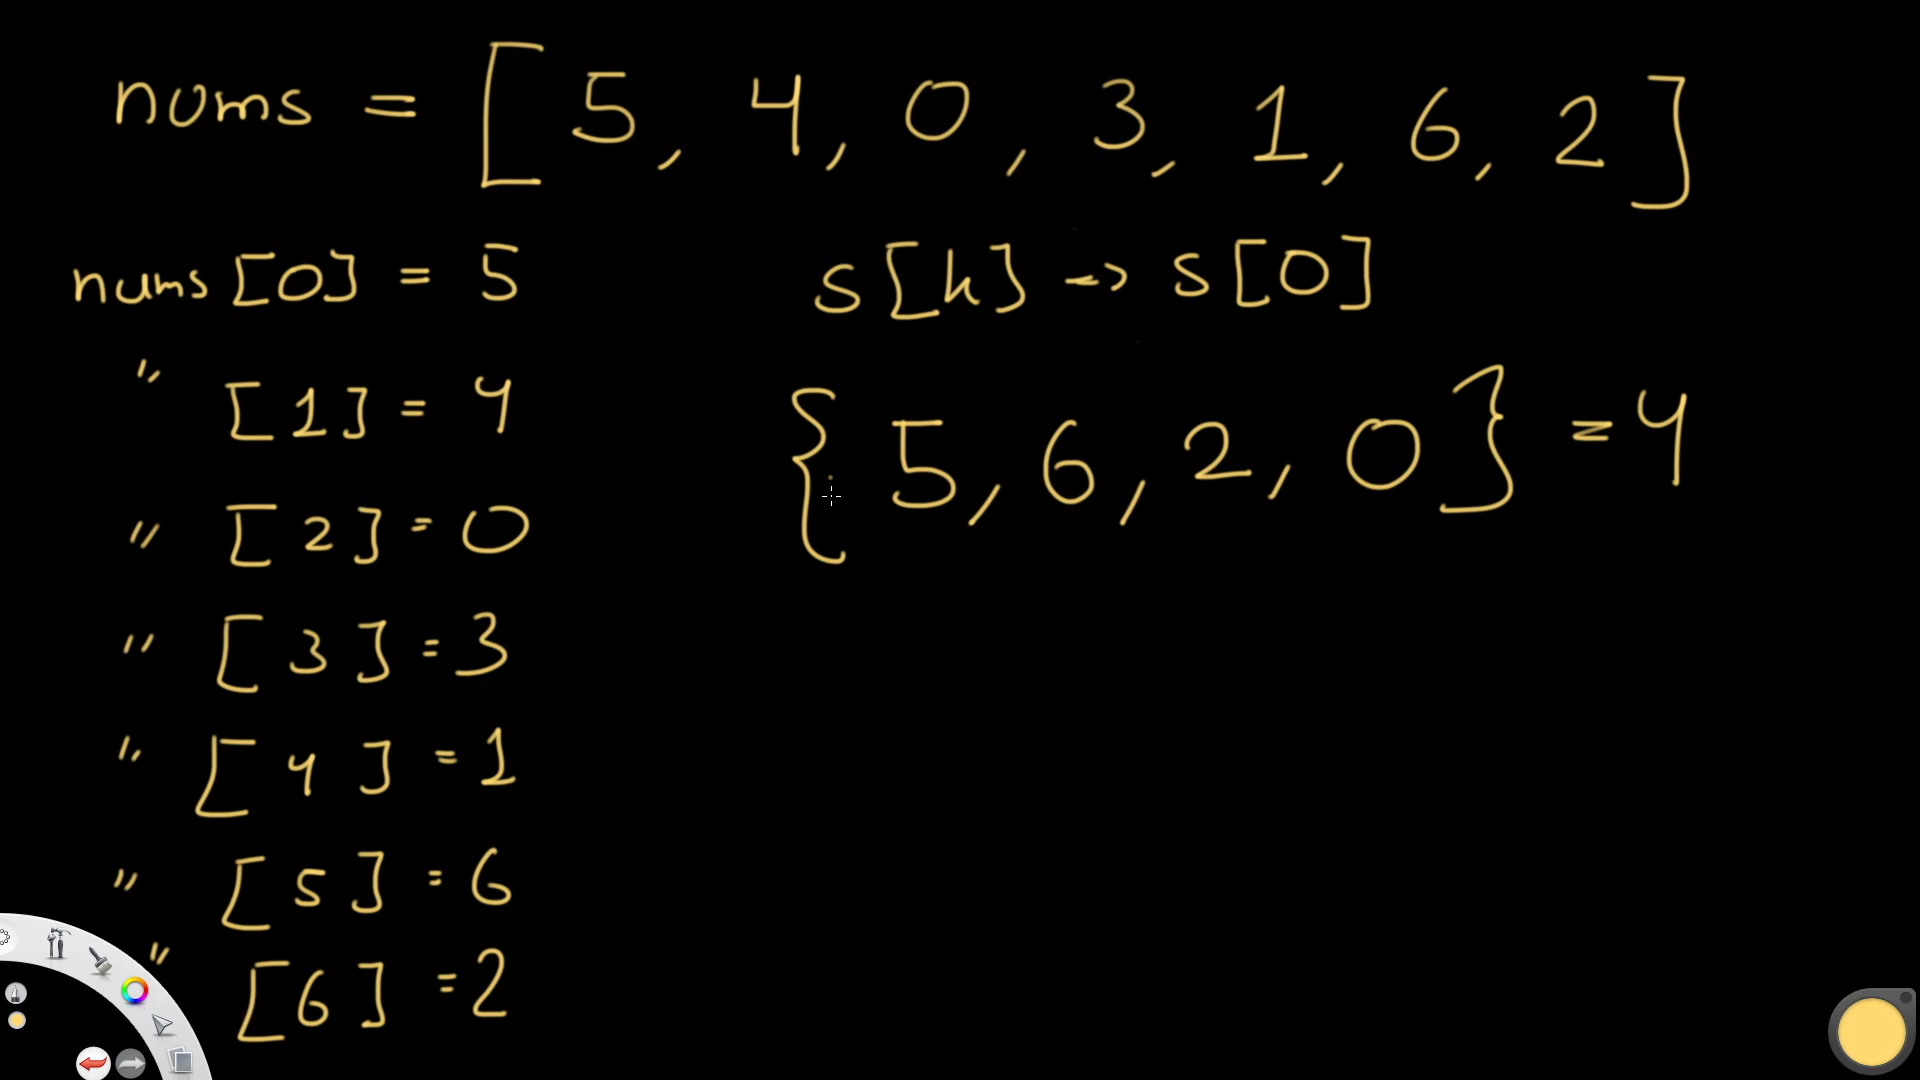 nums = [ 5, 4, 0, 3, 1, 6, 2 ]
nums [0] = 5
s[k] -> s[0]
" [1] = 4
{ 5, 6, 2, 0 } = 4
" [2] = 0
" [3] = 3
" [4] = 1
" [5] = 6
" [6] = 2